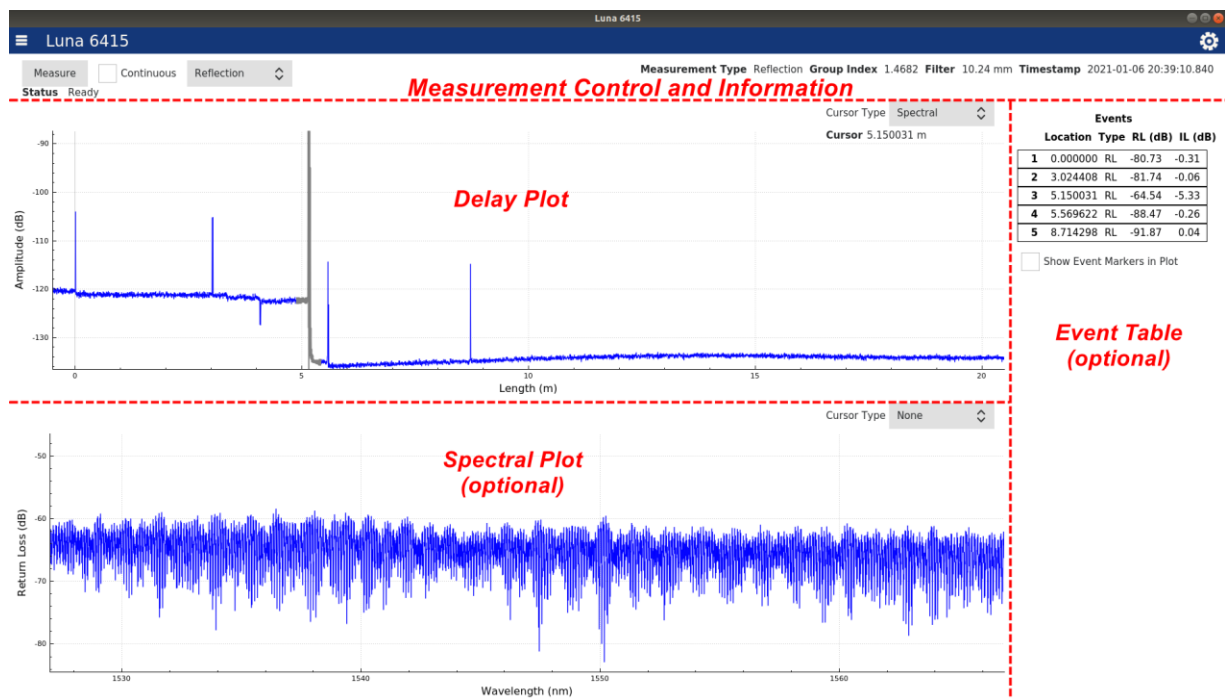 Luna 6415
Luna 6415
Measure Continuous Reflection Measurement Type Reflection Group Index 1.4682 Filter 10.24 mm Timestamp 2021-01-06 20:39:10.840
Status Ready
Measurement Control and Information
Cursor Type Spectral
Cursor 5.150031 m
Delay Plot
Amplitude (dB)
-90
-100
-110
-120
-130
0 5 10 15 20
Length (m)
Events
Location Type RL (dB) IL (dB)
1 0.000000 RL -80.73 -0.31
2 3.024408 RL -81.74 -0.06
3 5.150031 RL -64.54 -5.33
4 5.569622 RL -88.47 -0.26
5 8.714298 RL -91.87 0.04
Show Event Markers in Plot
Event Table
(optional)
Cursor Type None
Spectral Plot
(optional)
Return Loss (dB)
-50
-60
-70
-80
1530 1540 1550 1560
Wavelength (nm)